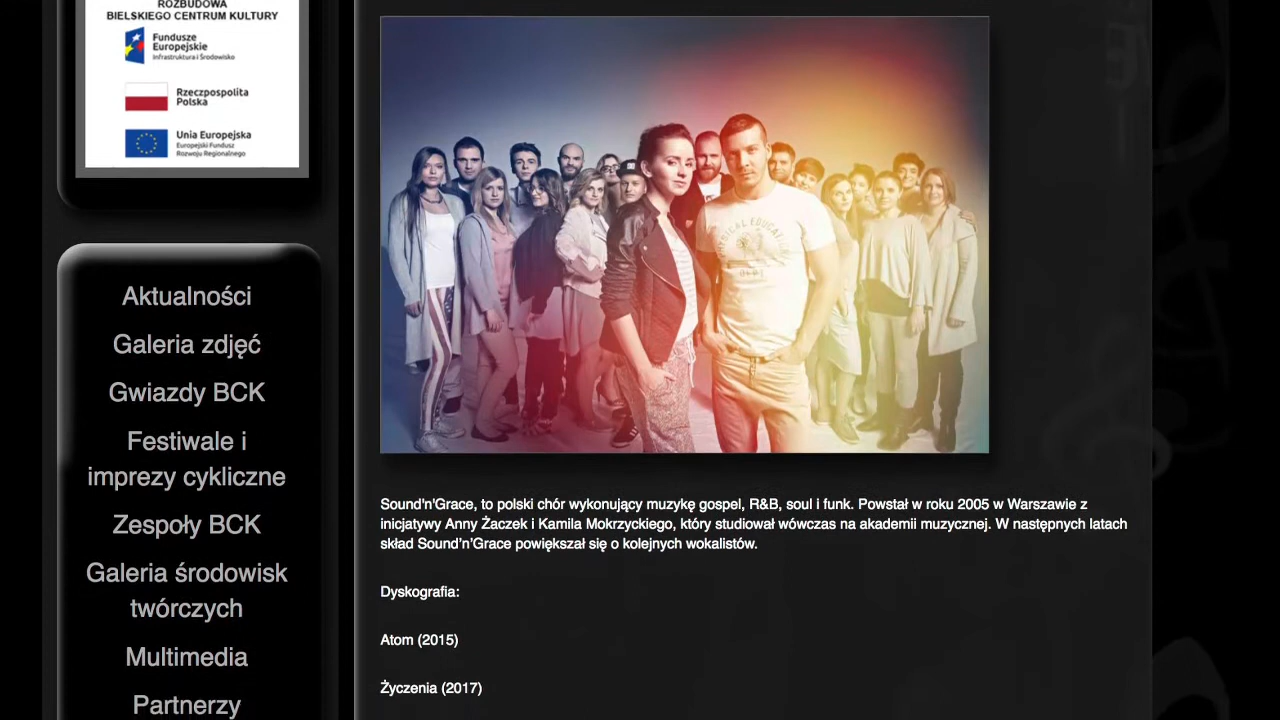 ROZBUDOWA
BIELSKIEGO CENTRUM KULTURY
Fundusze
Europejskie
Infrastruktura i Środowisko
Rzeczpospolita
Polska
Unia Europejska
Europejski Fundusz
Rozwoju Regionalnego
Aktualności
Galeria zdjęć
Gwiazdy BCK
Festiwale i
imprezy cykliczne
Zespoły BCK
Galeria środowisk
twórczych
Multimedia
Partnerzy
PHYSICAL EDUCATION
DEPT
Sound'n'Grace, to polski chór wykonujący muzykę gospel, R&B, soul i funk. Powstał w roku 2005 w Warszawie z
inicjatywy Anny Żaczek i Kamila Mokrzyckiego, który studiował wówczas na akademii muzycznej. W następnych latach
skład Sound’n’Grace powiększał się o kolejnych wokalistów.
Dyskografia:
Atom (2015)
Życzenia (2017)